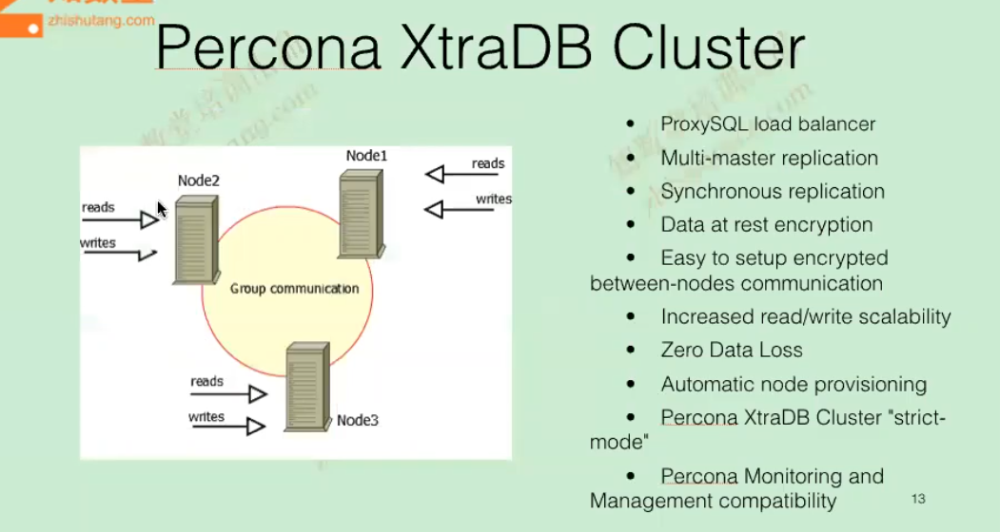 zhishutang.com
Percona XtraDB Cluster
Node1
reads
writes
Node2
reads
writes
Group communication
reads
writes
Node3
• ProxySQL load balancer
• Multi-master replication
• Synchronous replication
• Data at rest encryption
• Easy to setup encrypted
between-nodes communication
• Increased read/write scalability
• Zero Data Loss
• Automatic node provisioning
• Percona XtraDB Cluster "strict-
mode"
• Percona Monitoring and
Management compatibility
13